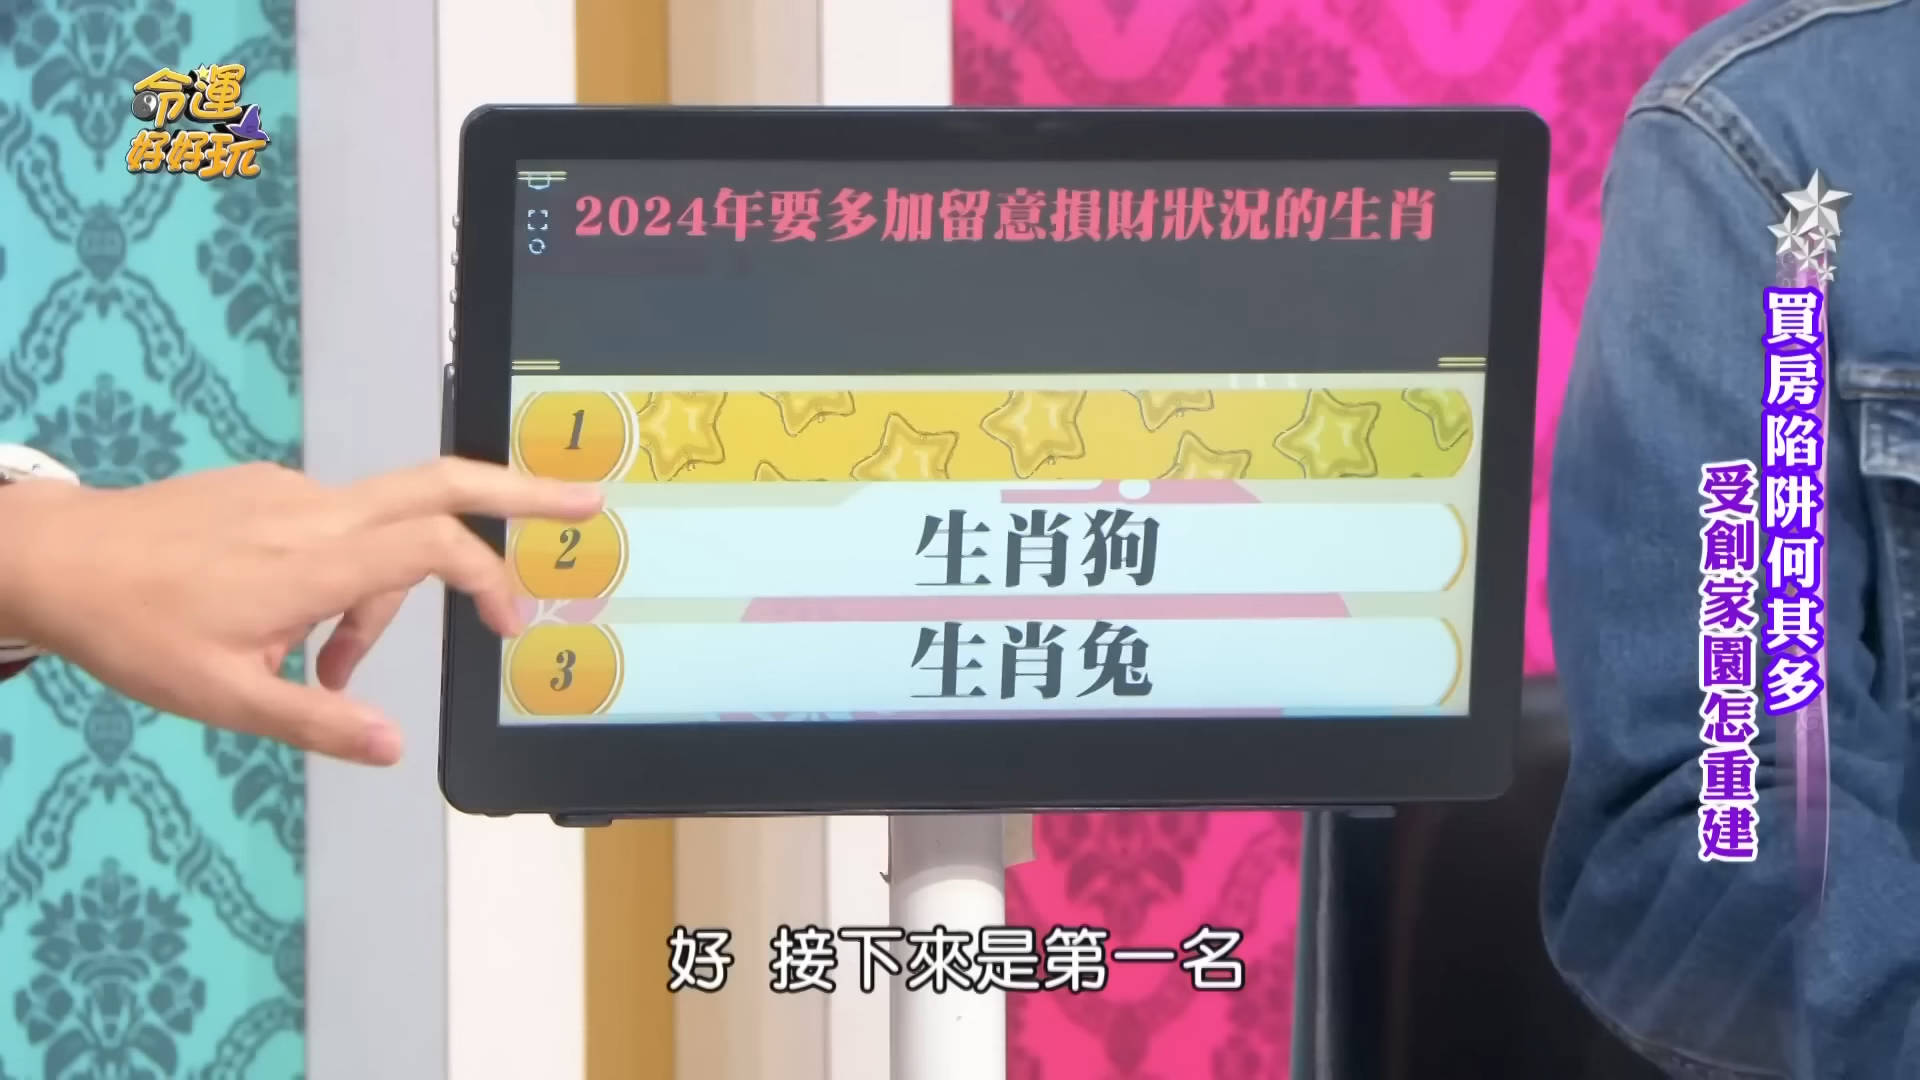 命運
好好玩
2024年要多加留意損財狀況的生肖
1
2
生肖狗
3
生肖兔
買房陷阱何其多
受創家園怎重建
好 接下來是第一名